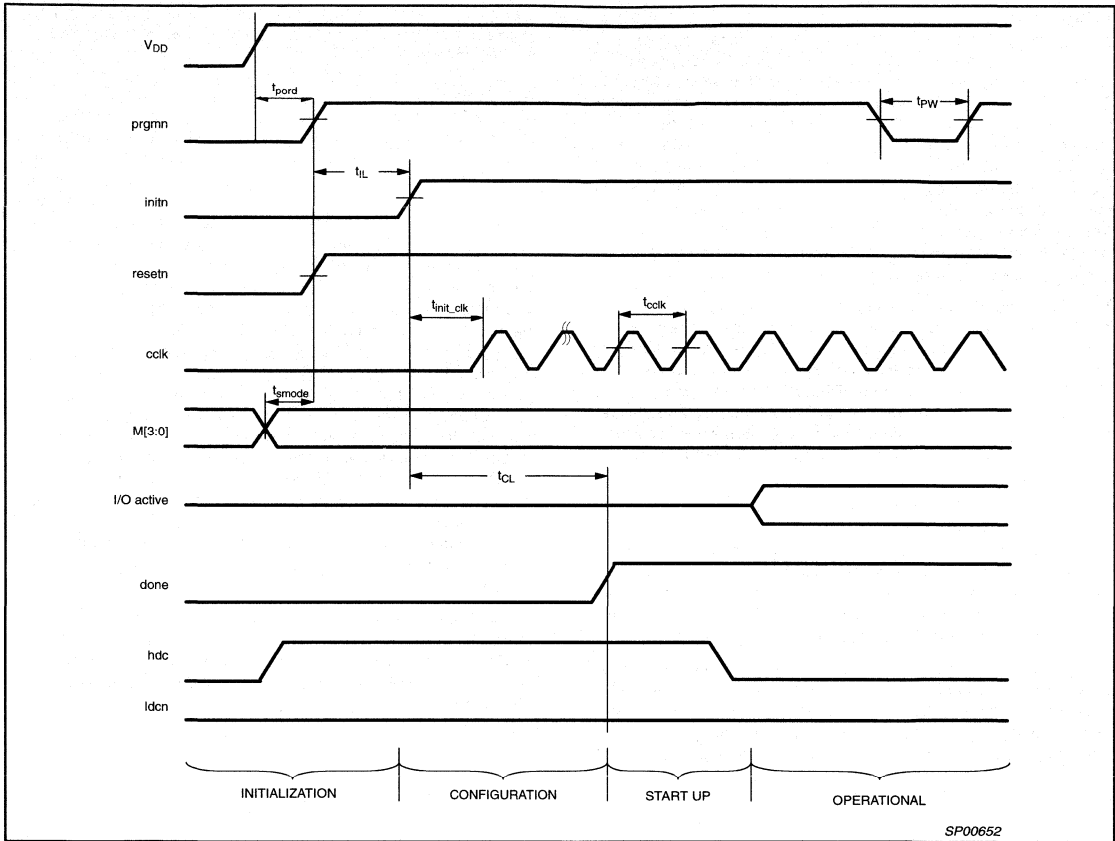 VDD
tpord
prgmn
tPW
tIL
initn
resetn
tinit_clk
tcclk
cclk
tsmode
M[3:0]
tCL
I/O active
done
hdc
ldcn
INITIALIZATION
CONFIGURATION
START UP
OPERATIONAL
SP00652